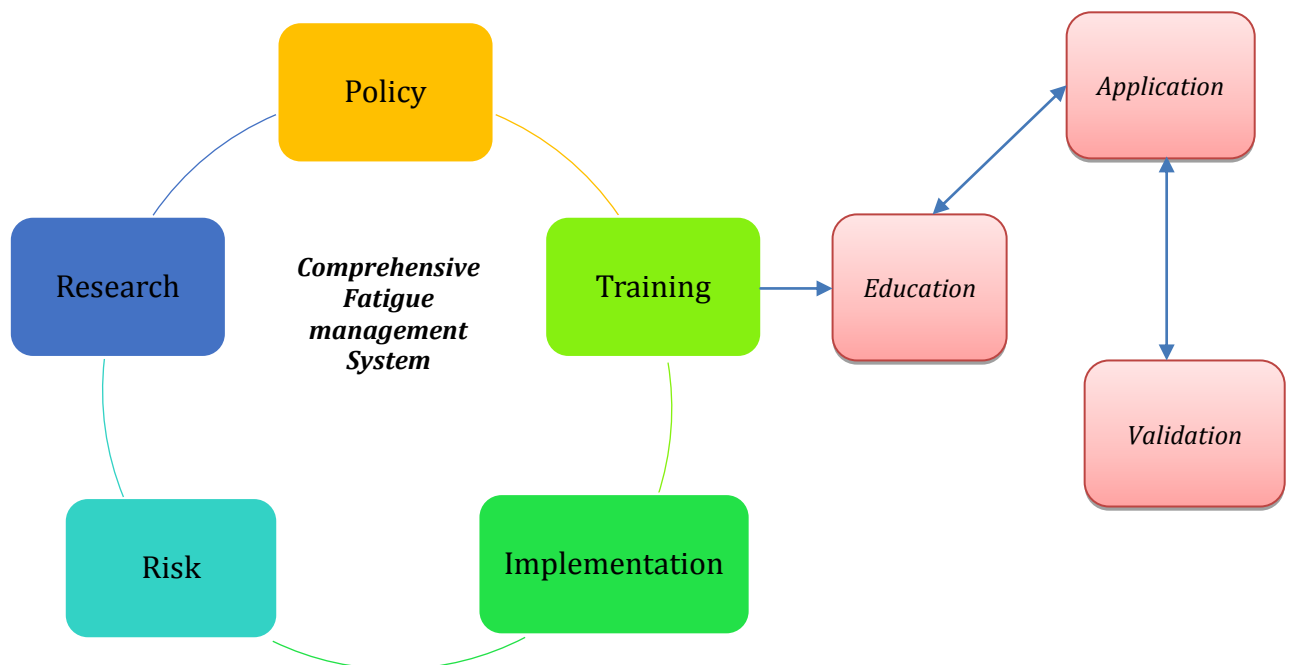 Policy
Application
Research
Comprehensive
Fatigue
management
System
Training
Education
Validation
Risk
Implementation